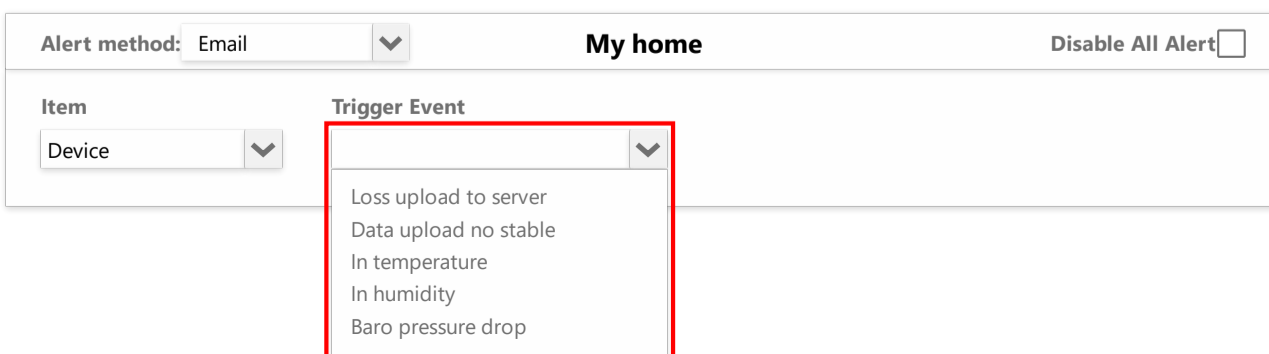 Alert method: Email My home Disable All Alert
Item Trigger Event
Device
Loss upload to server
Data upload no stable
In temperature
In humidity
Baro pressure drop